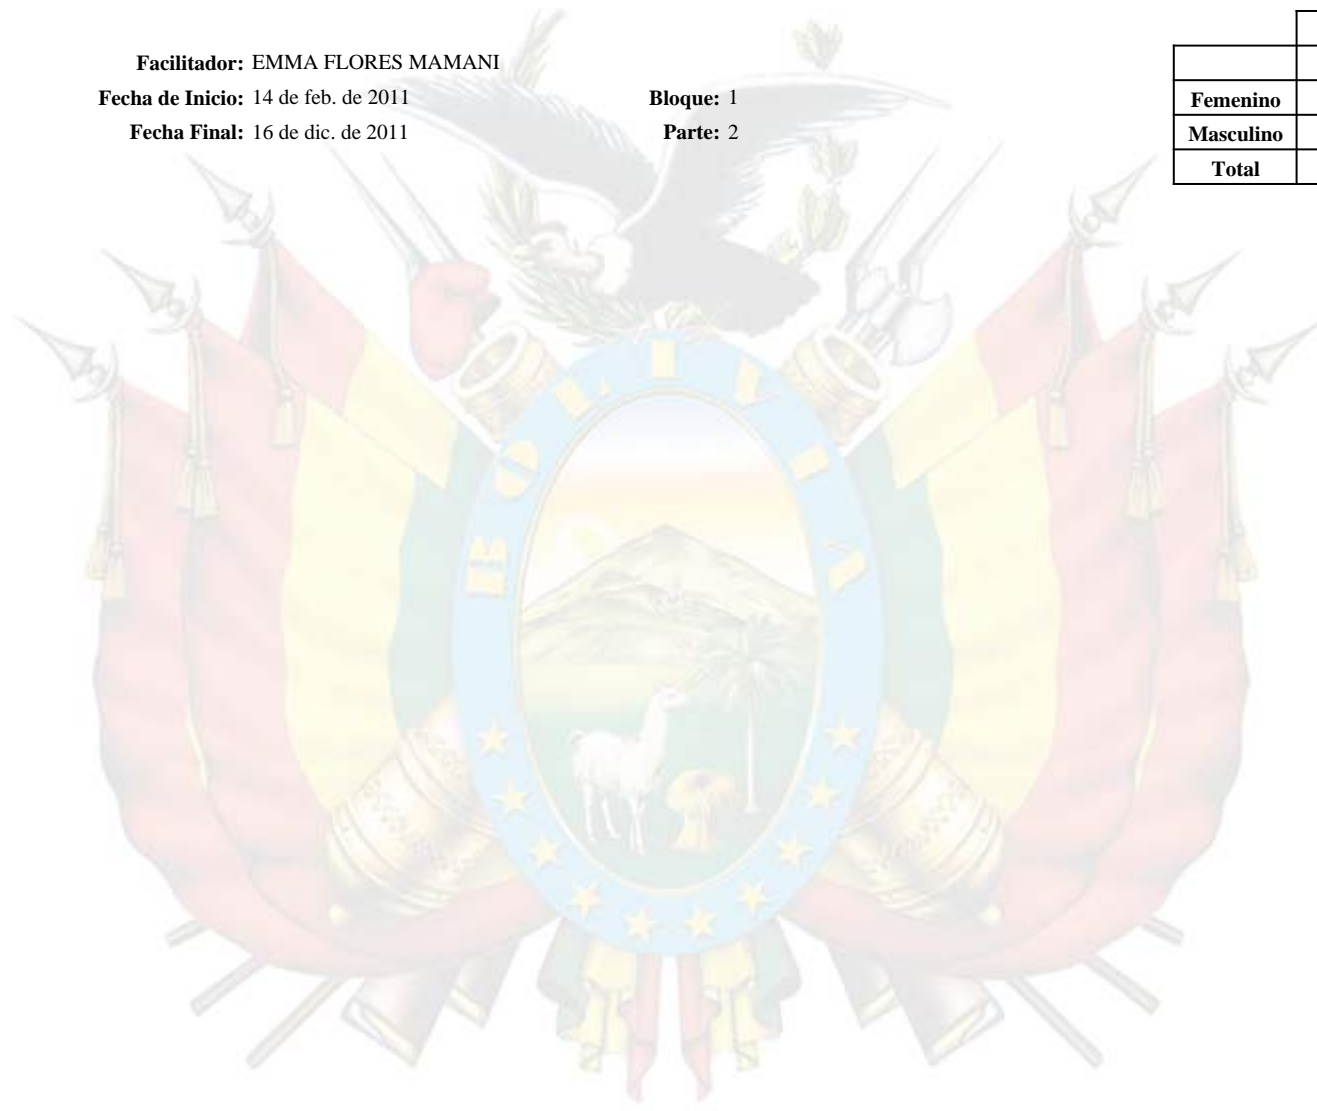 Facilitador: EMMA FLORES MAMANI
Fecha de Inicio: 14 de feb. de 2011 Bloque: 1
Fecha Final: 16 de dic. de 2011 Parte: 2
Femenino
Masculino
Total
BOLIVIA